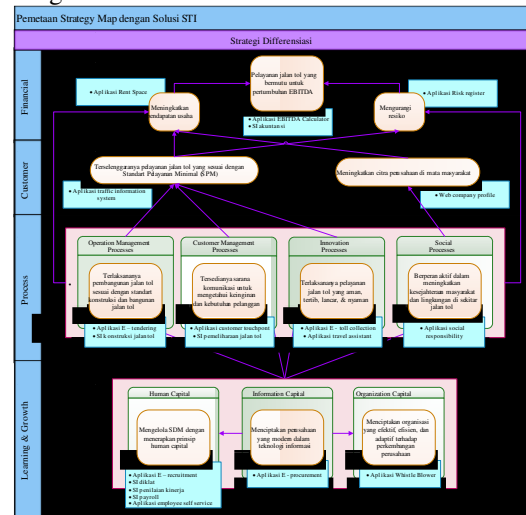 Pemetaan Strategy Map dengan Solusi STI
Strategi Differensiasi
Financial
Pelayanan jalan tol yang
bermutu untuk
pertumbuhan EBITDA
• Aplikasi Rent Space
Meningkatkan
pendapatan usaha
Mengurangi
resiko
• Aplikasi Risk register
• Aplikasi EBITDA Calculator
• SI akuntansi
Customer
Terselenggaranya pelayanan jalan tol yang sesuai dengan
Standart Pelayanan Minimal (SPM)
Meningkatkan citra perusahaan di mata masyarakat
• Aplikasi traffic information
system
• Web company profile
Process
Operation Management
Processes
Customer Management
Processes
Innovation
Processes
Social
Processes
Terlaksananya
pembangunan jalan tol
sesuai dengan standart
konstruksi dan bangunan
jalan tol
Tersedianya sarana
komunikasi untuk
mengetahui keinginan
dan kebutuhan pelanggan
Terlaksananya pelayanan
jalan tol yang aman,
tertib, lancar, & nyaman
Berperan aktif dalam
meningkatkan
kesejahteraan masyarakat
dan lingkungan di sekitar
jalan tol
• Aplikasi E – tendering
• SI konstruksi jalan tol
• Aplikasi customer touchpont
• SI pemeliharaan jalan tol
• Aplikasi E - toll collection
• Aplikasi travel assistant
• Aplikasi social
responsibility
Learning & Growth
Human Capital
Information Capital
Organization Capital
Mengelola SDM dengan
menerapkan prinsip
human capital
Menciptakan perusahaan
yang modern dalam
teknologi informasi
Menciptakan organisasi
yang efektif, efisien, dan
adaptif terhadap
perkembangan
perusahaan
• Aplikasi E – recruitment
• SI diklat
• SI penilaian kinerja
• SI payroll
• Aplikasi employee self service
• Aplikasi E - procurement
• Aplikasi Whistle Blower